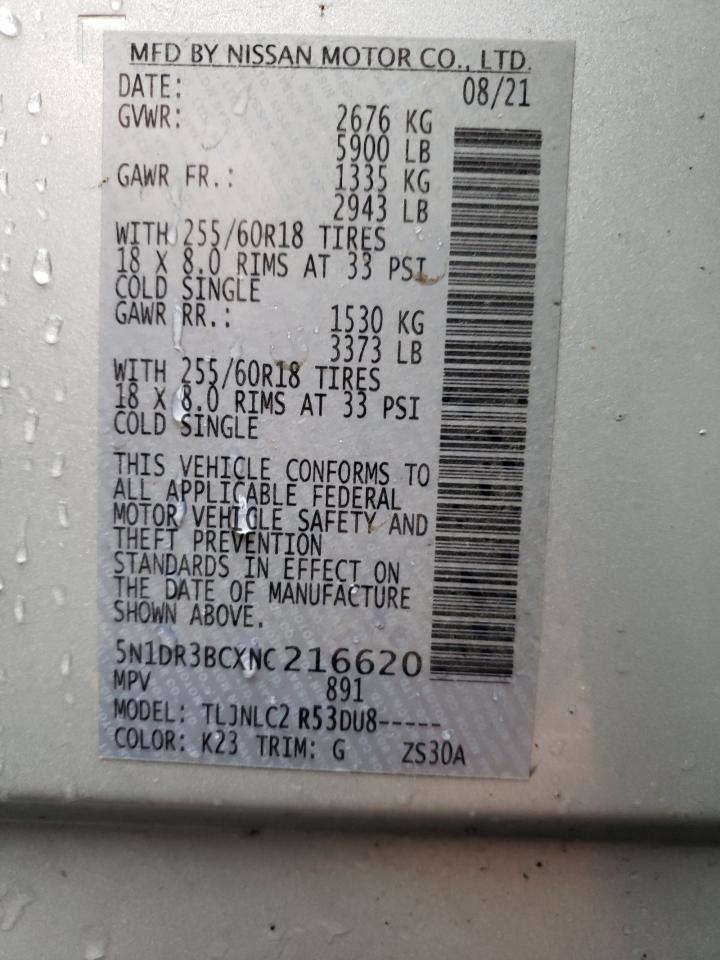 MFD BY NISSAN MOTOR CO., LTD.
DATE: 08/21
GVWR: 2676 KG
5900 LB
GAWR FR.: 1335 KG
2943 LB
WITH 255/60R18 TIRES
18 X 8.0 RIMS AT 33 PSI
COLD SINGLE
GAWR RR.: 1530 KG
3373 LB
WITH 255/60R18 TIRES
18 X 8.0 RIMS AT 33 PSI
COLD SINGLE
THIS VEHICLE CONFORMS TO
ALL APPLICABLE FEDERAL
MOTOR VEHICLE SAFETY AND
THEFT PREVENTION
STANDARDS IN EFFECT ON
THE DATE OF MANUFACTURE
SHOWN ABOVE.
5N1DR3BCXNC216620
MPV 891
MODEL: TLJNLC2 R53DU8-----
COLOR: K23 TRIM: G ZS30A